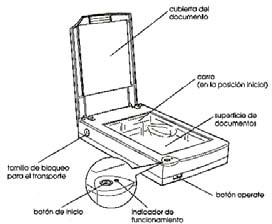 cubierta del
documento
carro
(en la posición inicial)
superficie de
documentos
tornillo de bloqueo
para el transporte
botón de inicio
indicador de
funcionamiento
botón operate